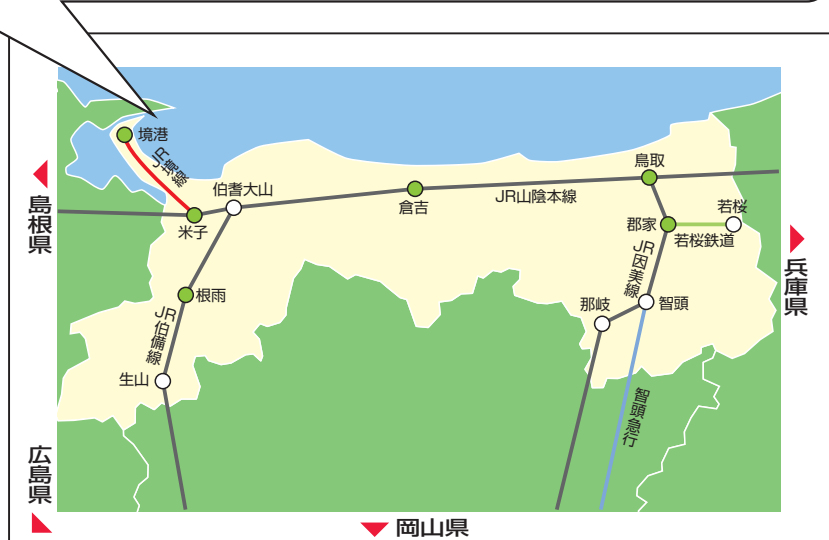 境港
JR境線
伯耆大山
米子
倉吉
JR山陰本線
鳥取
郡家
若桜
若桜鉄道
JR因美線
那岐
智頭
智頭急行
根雨
JR伯備線
生山
島根県
兵庫県
広島県
岡山県